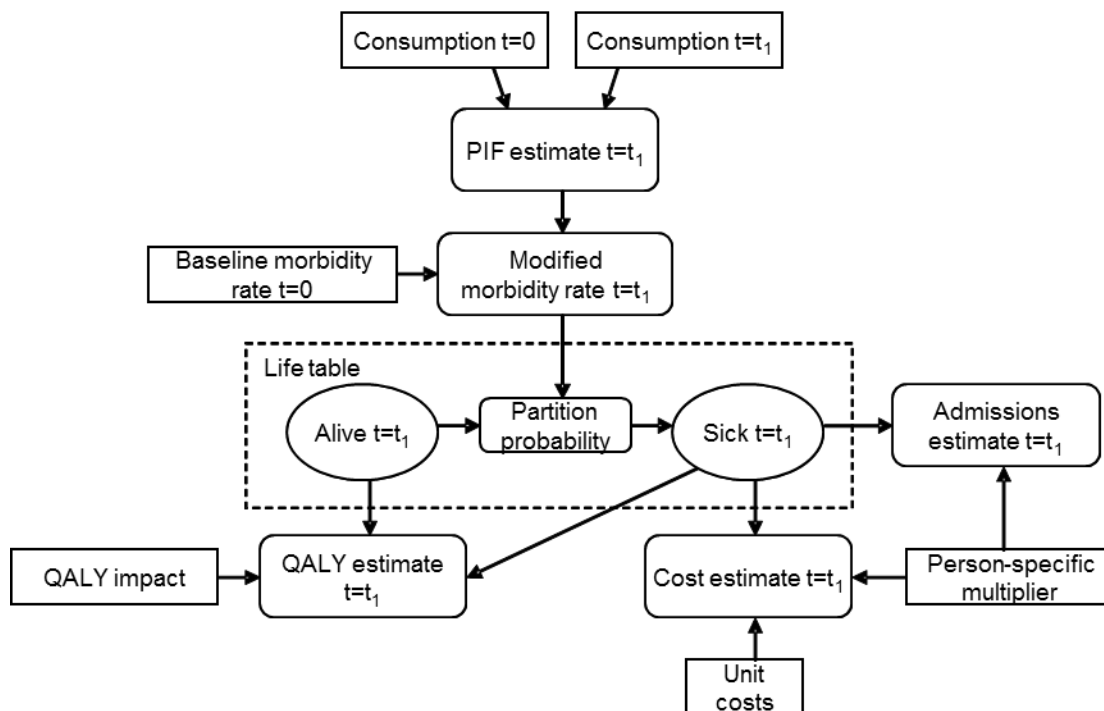 Consumption t=0
Consumption t=t₁
PIF estimate t=t₁
Baseline morbidity
rate t=0
Modified
morbidity rate t=t₁
Life table
Alive t=t₁
Partition
probability
Sick t=t₁
Admissions
estimate t=t₁
QALY impact
QALY estimate
t=t₁
Cost estimate t=t₁
Person-specific
multiplier
Unit
costs